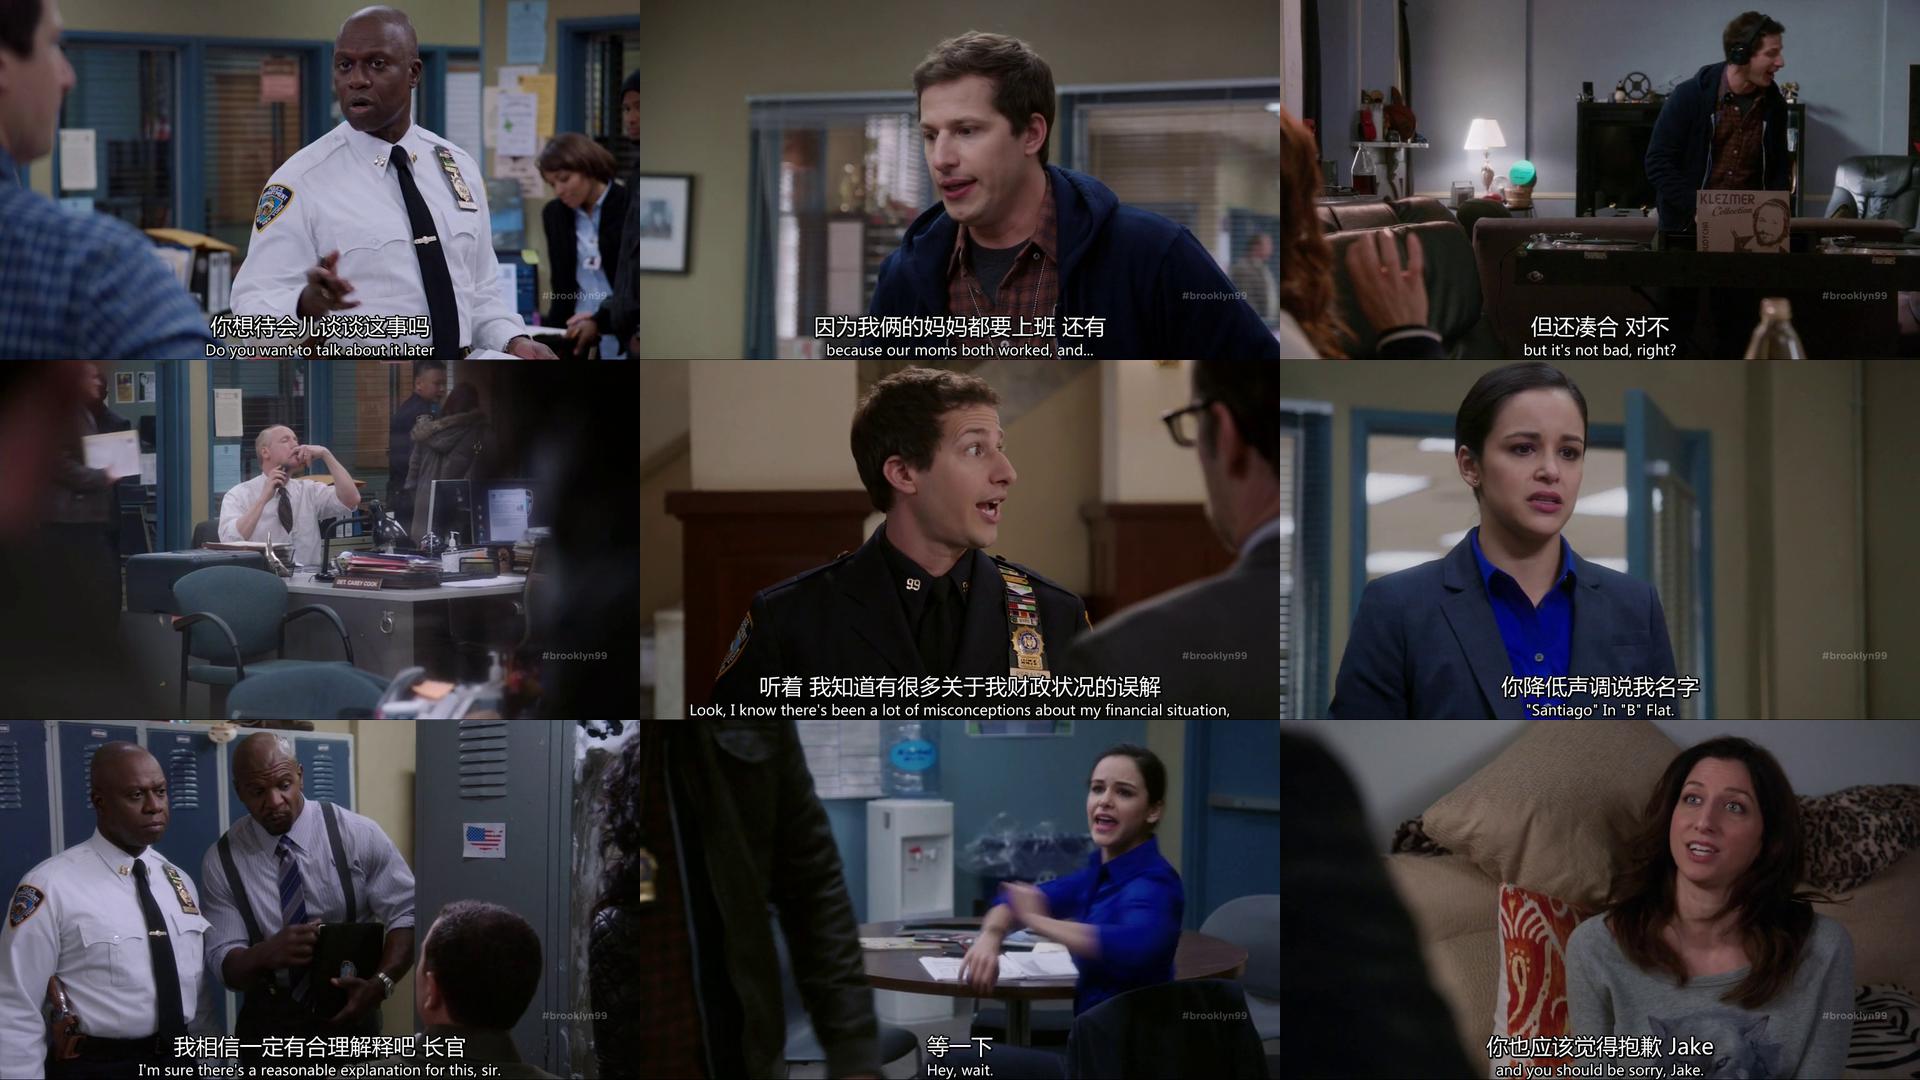 #brooklyn99
你想待会儿谈谈这事吗
Do you want to talk about it later
#brooklyn99
因为我俩的妈妈都要上班 还有
because our moms both worked, and...
KLEZMER
Collection
#brooklyn99
但还凑合 对不
but it's not bad, right?
DET. CASEY COOK
#brooklyn99
99
#brooklyn99
听着 我知道有很多关于我财政状况的误解
Look, I know there's been a lot of misconceptions about my financial situation,
#brooklyn99
你降低声调说我名字
"Santiago" In "B" Flat.
#brooklyn99
我相信一定有合理解释吧 长官
I'm sure there's a reasonable explanation for this, sir.
#brooklyn99
等一下
Hey, wait.
#brooklyn99
你也应该觉得抱歉 Jake
and you should be sorry, Jake.